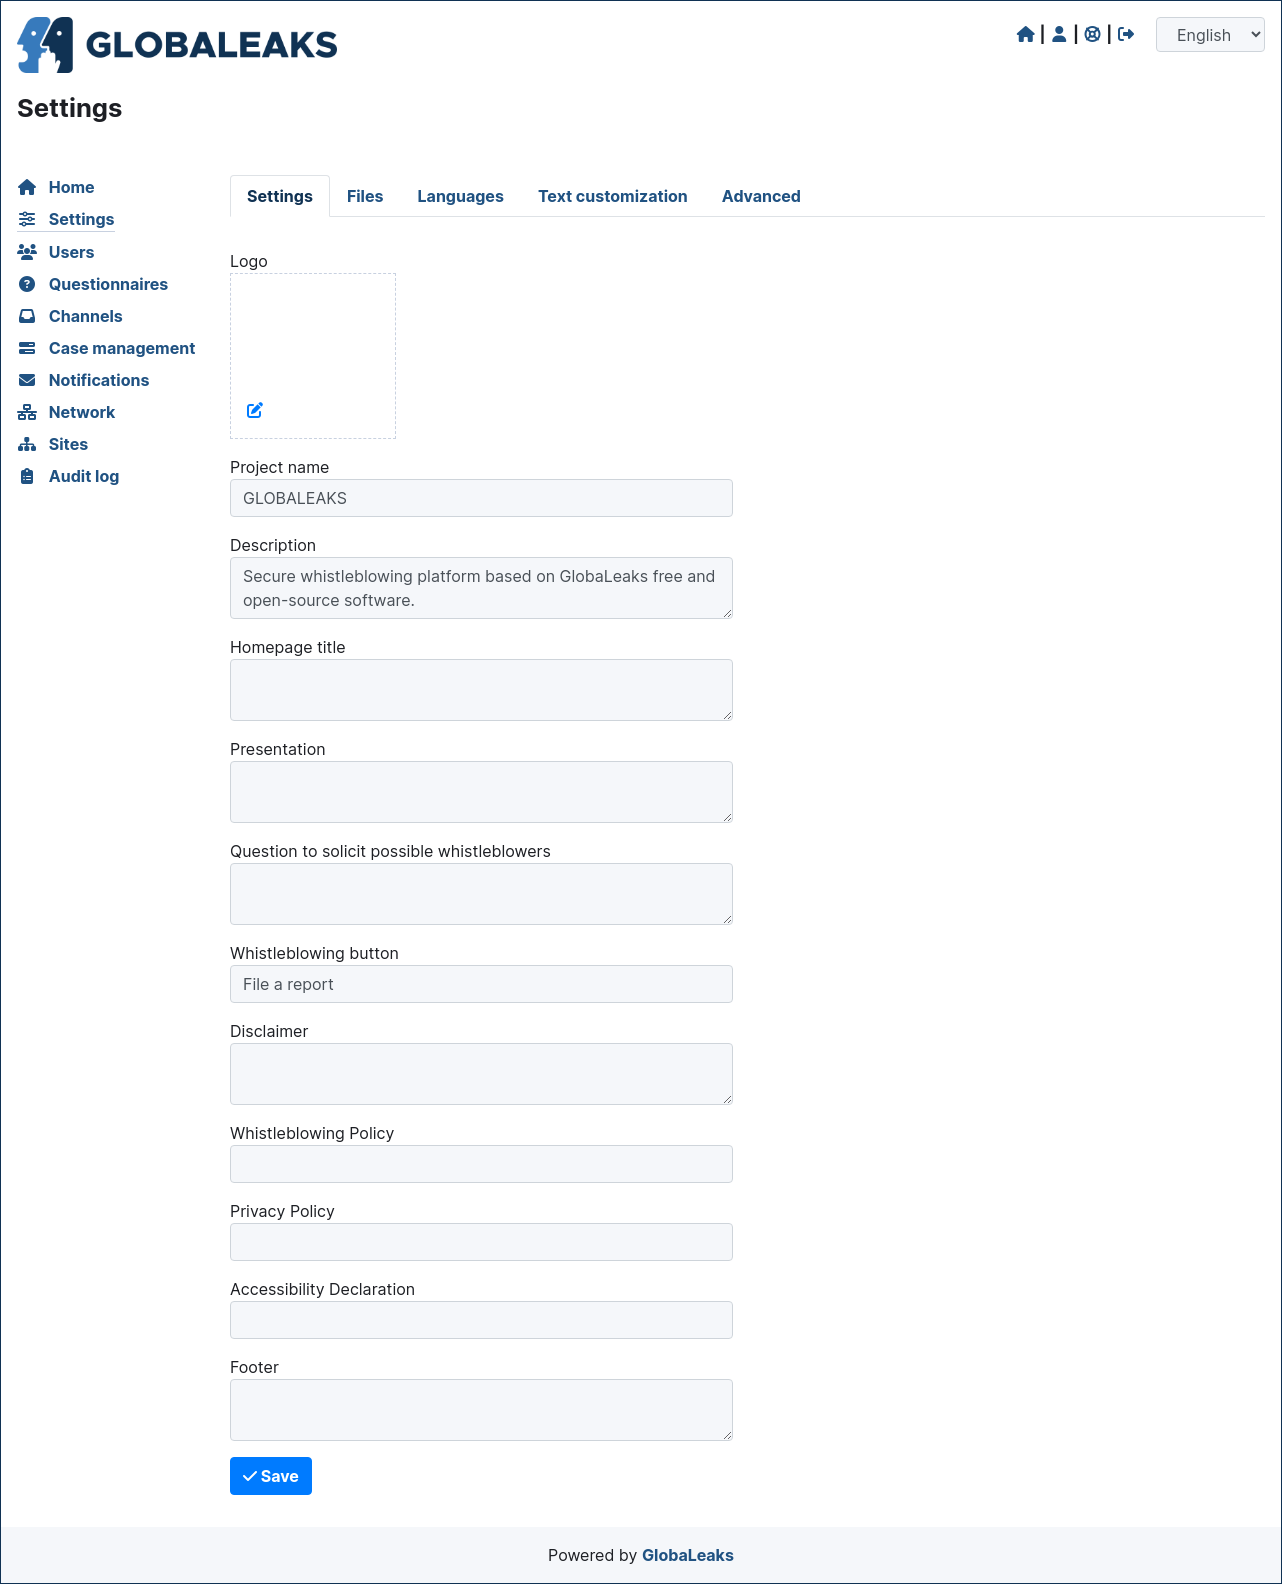 GLOBALEAKS
| | |
English
Settings
Home
Settings
Users
Questionnaires
Channels
Case management
Notifications
Network
Sites
Audit log
Settings Files Languages Text customization Advanced
Logo
Project name
GLOBALEAKS
Description
Secure whistleblowing platform based on GlobaLeaks free and
open-source software.
Homepage title
Presentation
Question to solicit possible whistleblowers
Whistleblowing button
File a report
Disclaimer
Whistleblowing Policy
Privacy Policy
Accessibility Declaration
Footer
Save
Powered by GlobaLeaks